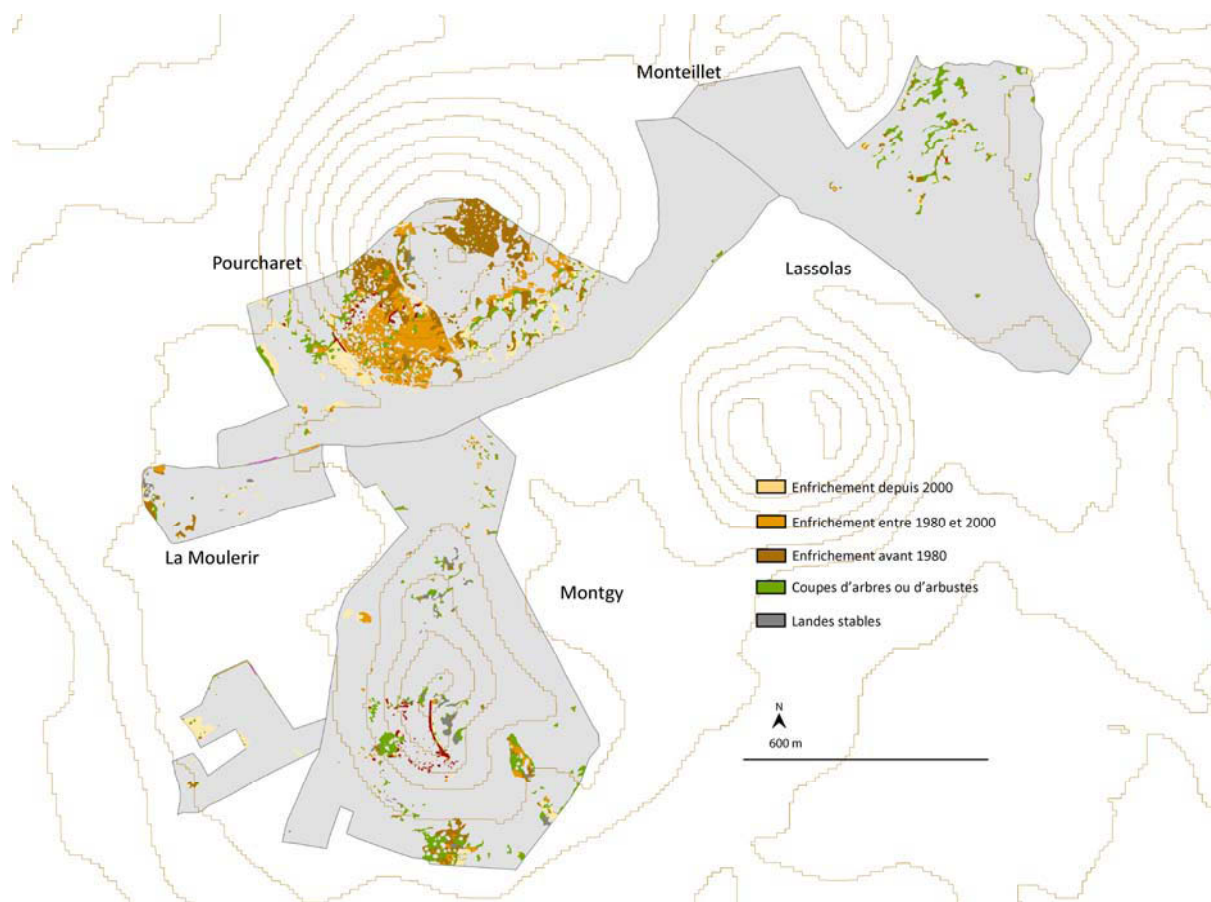 Monteillet
Pourcharet
Lassolas
Enfrichement depuis 2000
Enfrichement entre 1980 et 2000
Enfrichement avant 1980
Coupes d'arbres ou d'arbustes
Landes stables
La Moulerir
Montgy
N
600 m